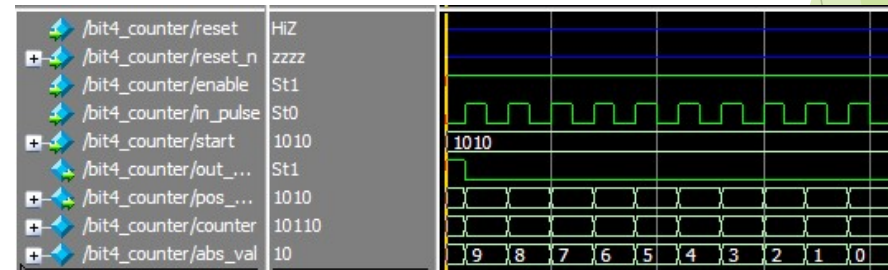 /bit4_counter/reset HiZ
/bit4_counter/reset_n zzzz
/bit4_counter/enable St1
/bit4_counter/in_pulse St0
/bit4_counter/start 1010 1010
/bit4_counter/out_... St1
/bit4_counter/pos_... 1010
/bit4_counter/counter 10110
/bit4_counter/abs_val 10 9 8 7 6 5 4 3 2 1 0